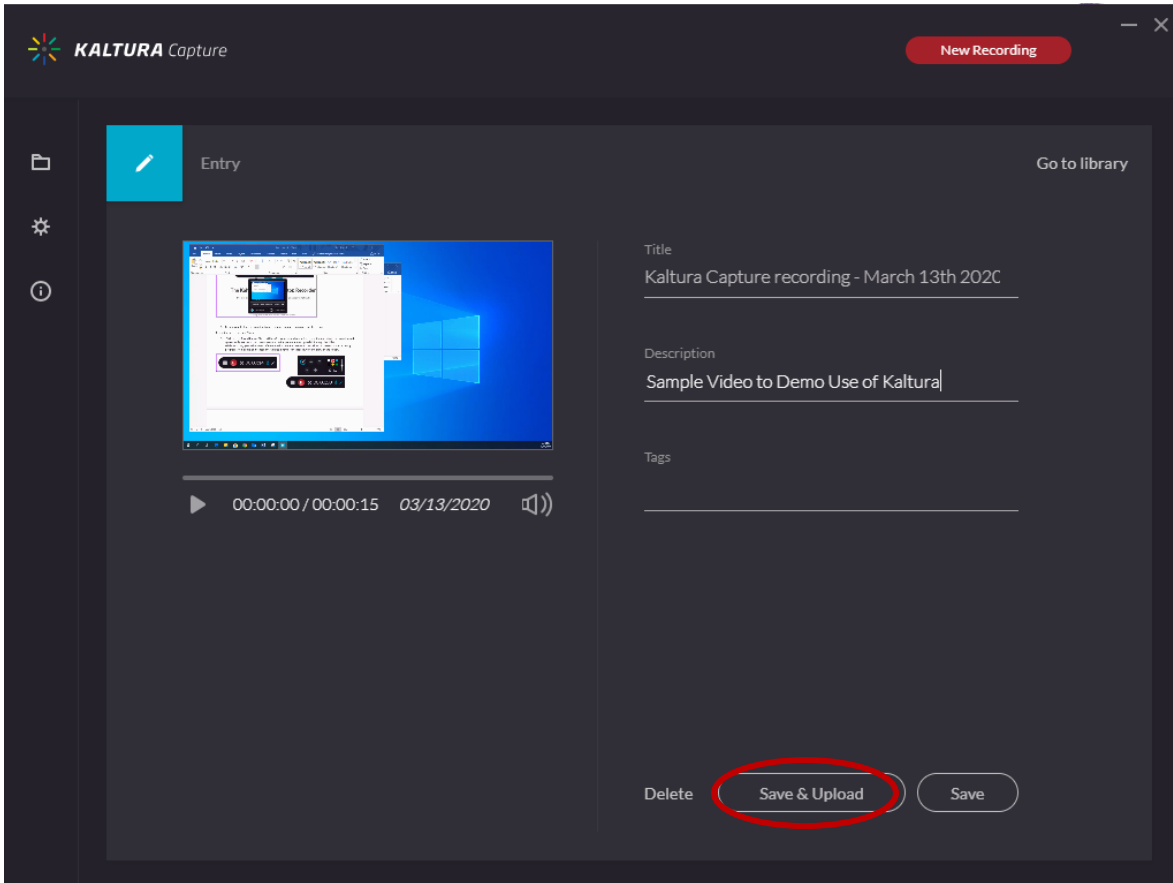 KALTURA Capture
New Recording
Entry
Go to library
Title
Kaltura Capture recording - March 13th 2020
Description
Sample Video to Demo Use of Kaltura
Tags
00:00:00 / 00:00:15 03/13/2020
Delete
Save & Upload
Save